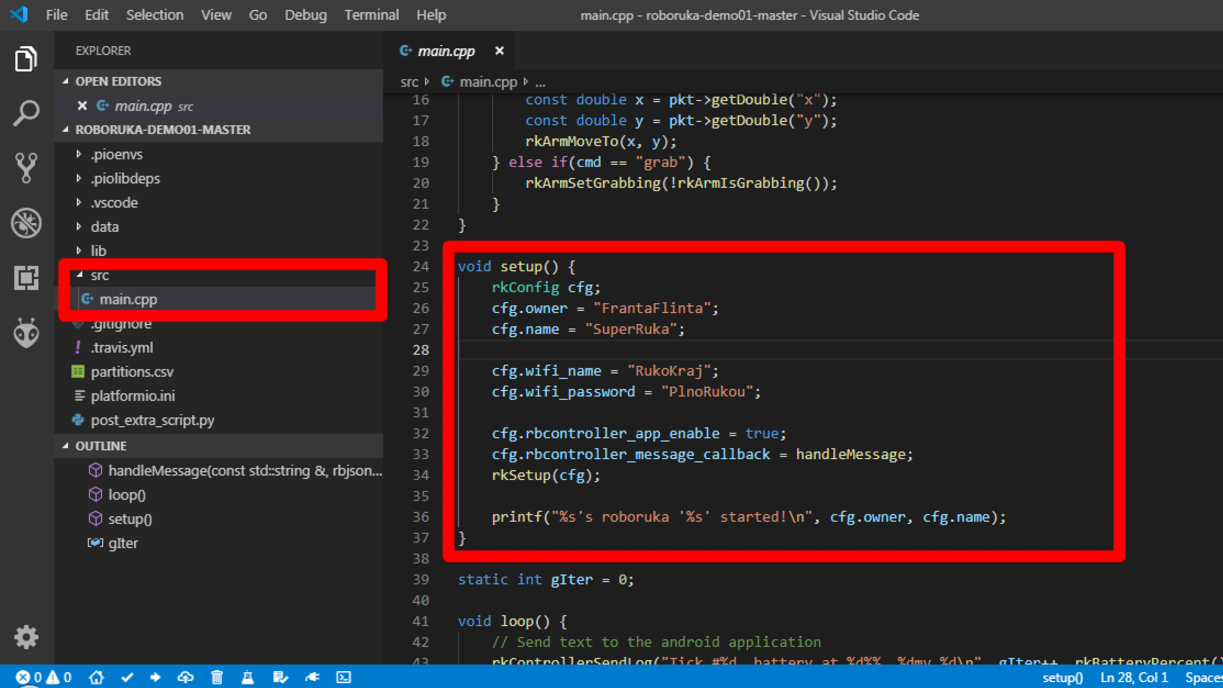 File Edit Selection View Go Debug Terminal Help
main.cpp - roboruka-demo01-master - Visual Studio Code
EXPLORER
OPEN EDITORS
main.cpp src
ROBORUKA-DEMO01-MASTER
.pioenvs
.piolibdeps
.vscode
data
lib
src
main.cpp
.gitignore
.travis.yml
partitions.csv
platformio.ini
post_extra_script.py
OUTLINE
handleMessage(const std::string &, rbjson...
loop()
setup()
gIter
main.cpp
src main.cpp ...
16 const double x = pkt->getDouble("x");
17 const double y = pkt->getDouble("y");
18 rkArmMoveTo(x, y);
19 } else if(cmd == "grab") {
20 rkArmSetGrabbing(!rkArmIsGrabbing());
21 }
22 }
23
24 void setup() {
25 rkConfig cfg;
26 cfg.owner = "FrantaFlinta";
27 cfg.name = "SuperRuka";
28
29 cfg.wifi_name = "RukoKraj";
30 cfg.wifi_password = "PlnoRukou";
31
32 cfg.rbcontroller_app_enable = true;
33 cfg.rbcontroller_message_callback = handleMessage;
34 rkSetup(cfg);
35
36 printf("%s's roboruka '%s' started!\n", cfg.owner, cfg.name);
37 }
38
39 static int gIter = 0;
40
41 void loop() {
42 // Send text to the android application
43 rkControllerSendLog("Tick #%d, battery at %d%%, %dmv %d\n", gIter++, rkBatteryPercent()
0 0 setup() Ln 28, Col 1 Spaces